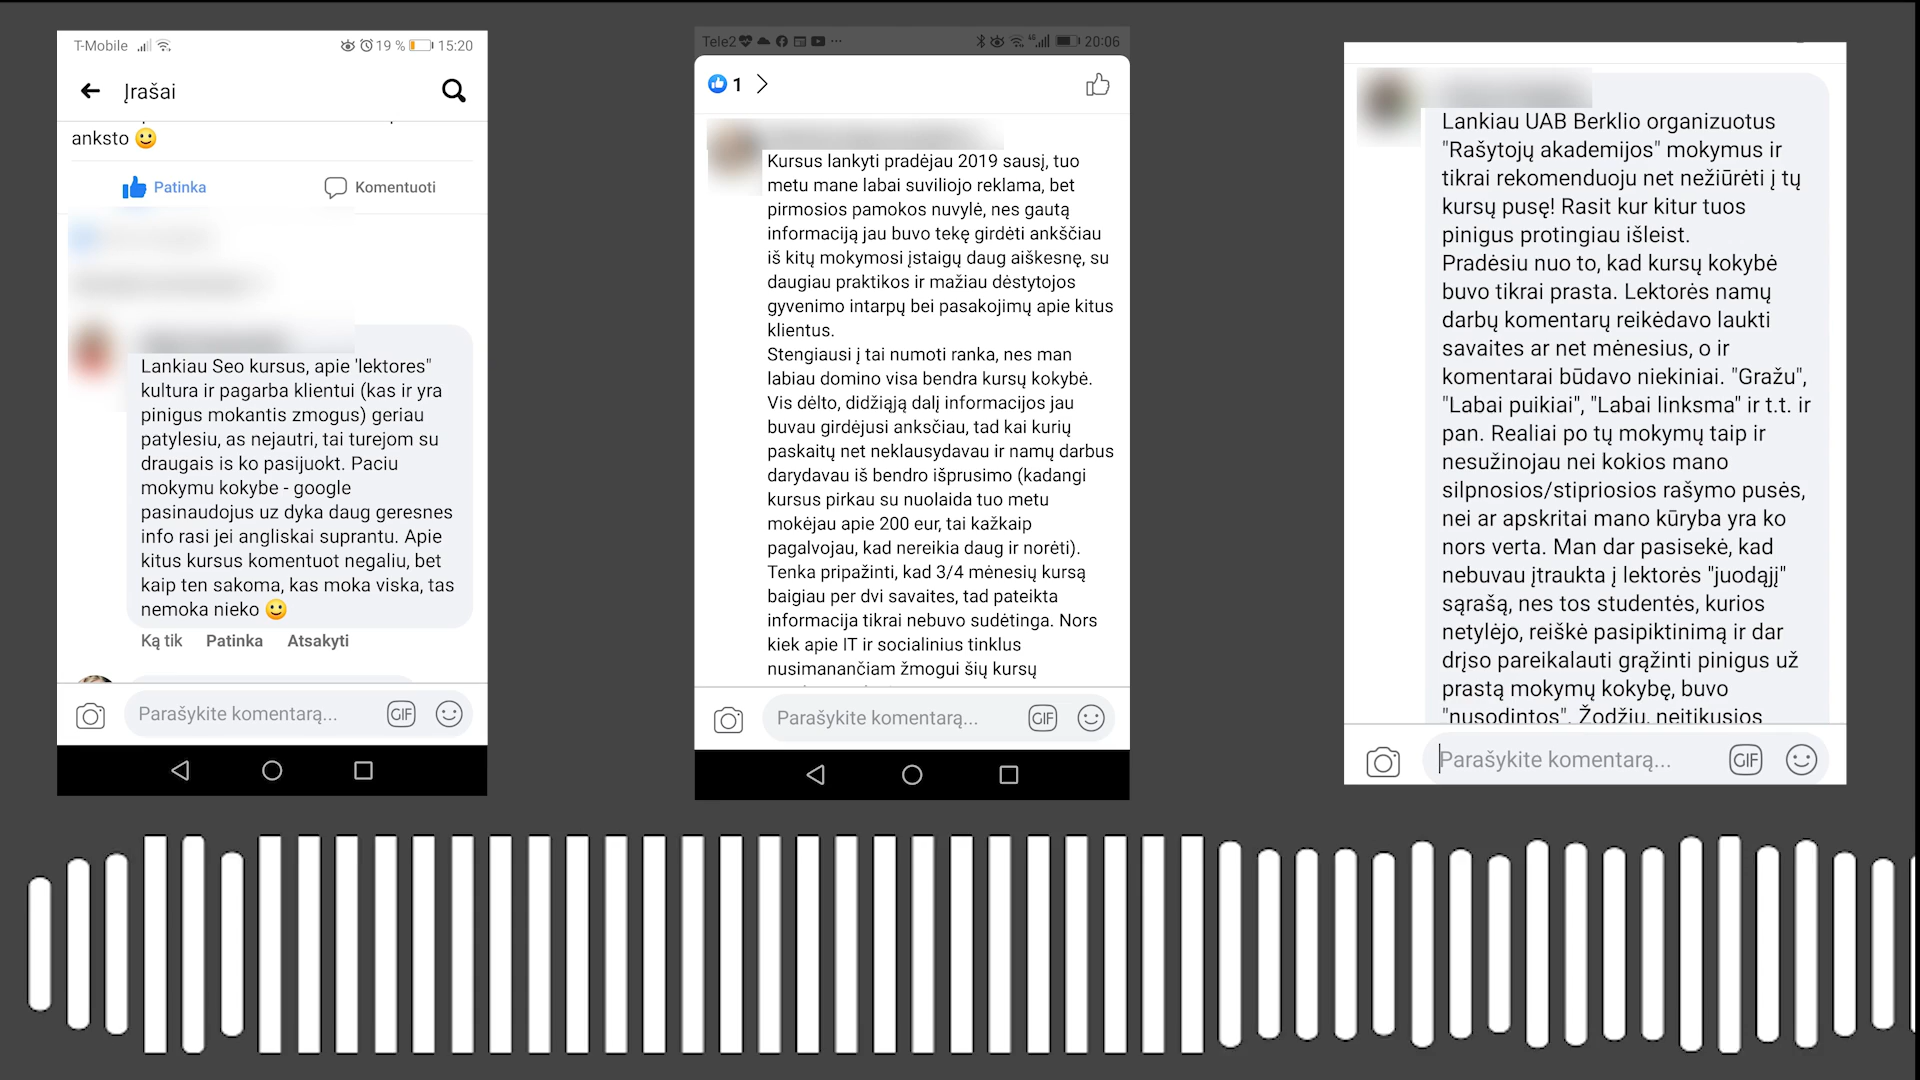 T-Mobile 19 % 15:20
Įrašai
anksto 🙂
Patinka Komentuoti
Lankiau Seo kursus, apie 'lektores"
kultura ir pagarba klientui (kas ir yra
pinigus mokantis zmogus) geriau
patylesiu, as nejautri, tai turejom su
draugais is ko pasijuokt. Paciu
mokymu kokybe - google
pasinaudojus uz dyka daug geresnes
info rasi jei angliskai suprantu. Apie
kitus kursus komentuot negaliu, bet
kaip ten sakoma, kas moka viska, tas
nemoka nieko 🙂
Ką tik Patinka Atsakyti
Parašykite komentarą... GIF
Tele2 ... 4G 20:06
1
Kursus lankyti pradėjau 2019 sausį, tuo
metu mane labai suviliojo reklama, bet
pirmosios pamokos nuvylė, nes gautą
informaciją jau buvo tekę girdėti ankščiau
iš kitų mokymosi įstaigų daug aiškesnę, su
daugiau praktikos ir mažiau dėstytojos
gyvenimo intarpų bei pasakojimų apie kitus
klientus.
Stengiausi į tai numoti ranka, nes man
labiau domino visa bendra kursų kokybė.
Vis dėlto, didžiąją dalį informacijos jau
buvau girdėjusi anksčiau, tad kai kurių
paskaitų net neklausydavau ir namų darbus
darydavau iš bendro išprusimo (kadangi
kursus pirkau su nuolaida tuo metu
mokėjau apie 200 eur, tai kažkaip
pagalvojau, kad nereikia daug ir norėti).
Tenka pripažinti, kad 3/4 mėnesių kursą
baigiau per dvi savaites, tad pateikta
informacija tikrai nebuvo sudėtinga. Nors
kiek apie IT ir socialinius tinklus
nusimanančiam žmogui šių kursų
Parašykite komentarą... GIF
Lankiau UAB Berklio organizuotus
"Rašytojų akademijos" mokymus ir
tikrai rekomenduoju net nežiūrėti į tų
kursų pusę! Rasit kur kitur tuos
pinigus protingiau išleist.
Pradėsiu nuo to, kad kursų kokybė
buvo tikrai prasta. Lektorės namų
darbų komentarų reikėdavo laukti
savaites ar net mėnesius, o ir
komentarai būdavo niekiniai. "Gražu",
"Labai puikiai", "Labai linksma" ir t.t. ir
pan. Realiai po tų mokymų taip ir
nesužinojau nei kokios mano
silpnosios/stipriosios rašymo pusės,
nei ar apskritai mano kūryba yra ko
nors verta. Man dar pasisekė, kad
nebuvau įtraukta į lektorės "juodąjį"
sąrašą, nes tos studentės, kurios
netylėjo, reiškė pasipiktinimą ir dar
drįso pareikalauti grąžinti pinigus už
prastą mokymų kokybę, buvo
"nusodintos". Žodžiu, neįtikusios
Parašykite komentarą... GIF